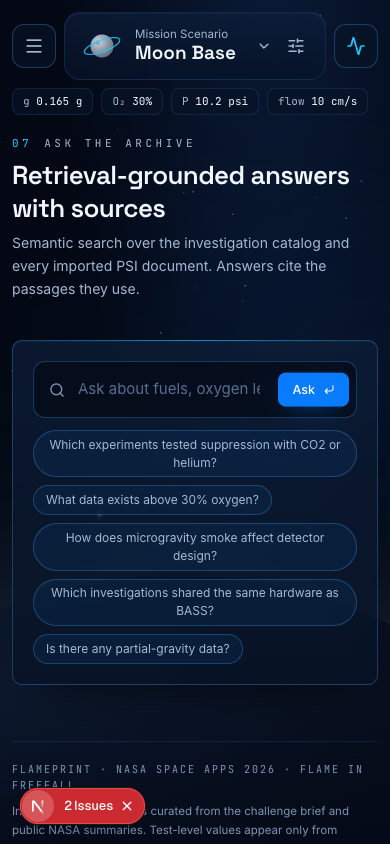 Mission Scenario
Moon Base
g 0.165 g
O₂ 30%
P 10.2 psi
flow 10 cm/s
07 ASK THE ARCHIVE
Retrieval-grounded answers
with sources
Semantic search over the investigation catalog and
every imported PSI document. Answers cite the
passages they use.
Ask about fuels, oxygen le
Ask
Which experiments tested suppression with CO2 or
helium?
What data exists above 30% oxygen?
How does microgravity smoke affect detector
design?
Which investigations shared the same hardware as
BASS?
Is there any partial-gravity data?
FLAMEPRINT · NASA SPACE APPS 2026 · FLAME IN
FREEFALL
N 2 Issues
curated from the challenge brief and
public NASA summaries. Test-level values appear only from